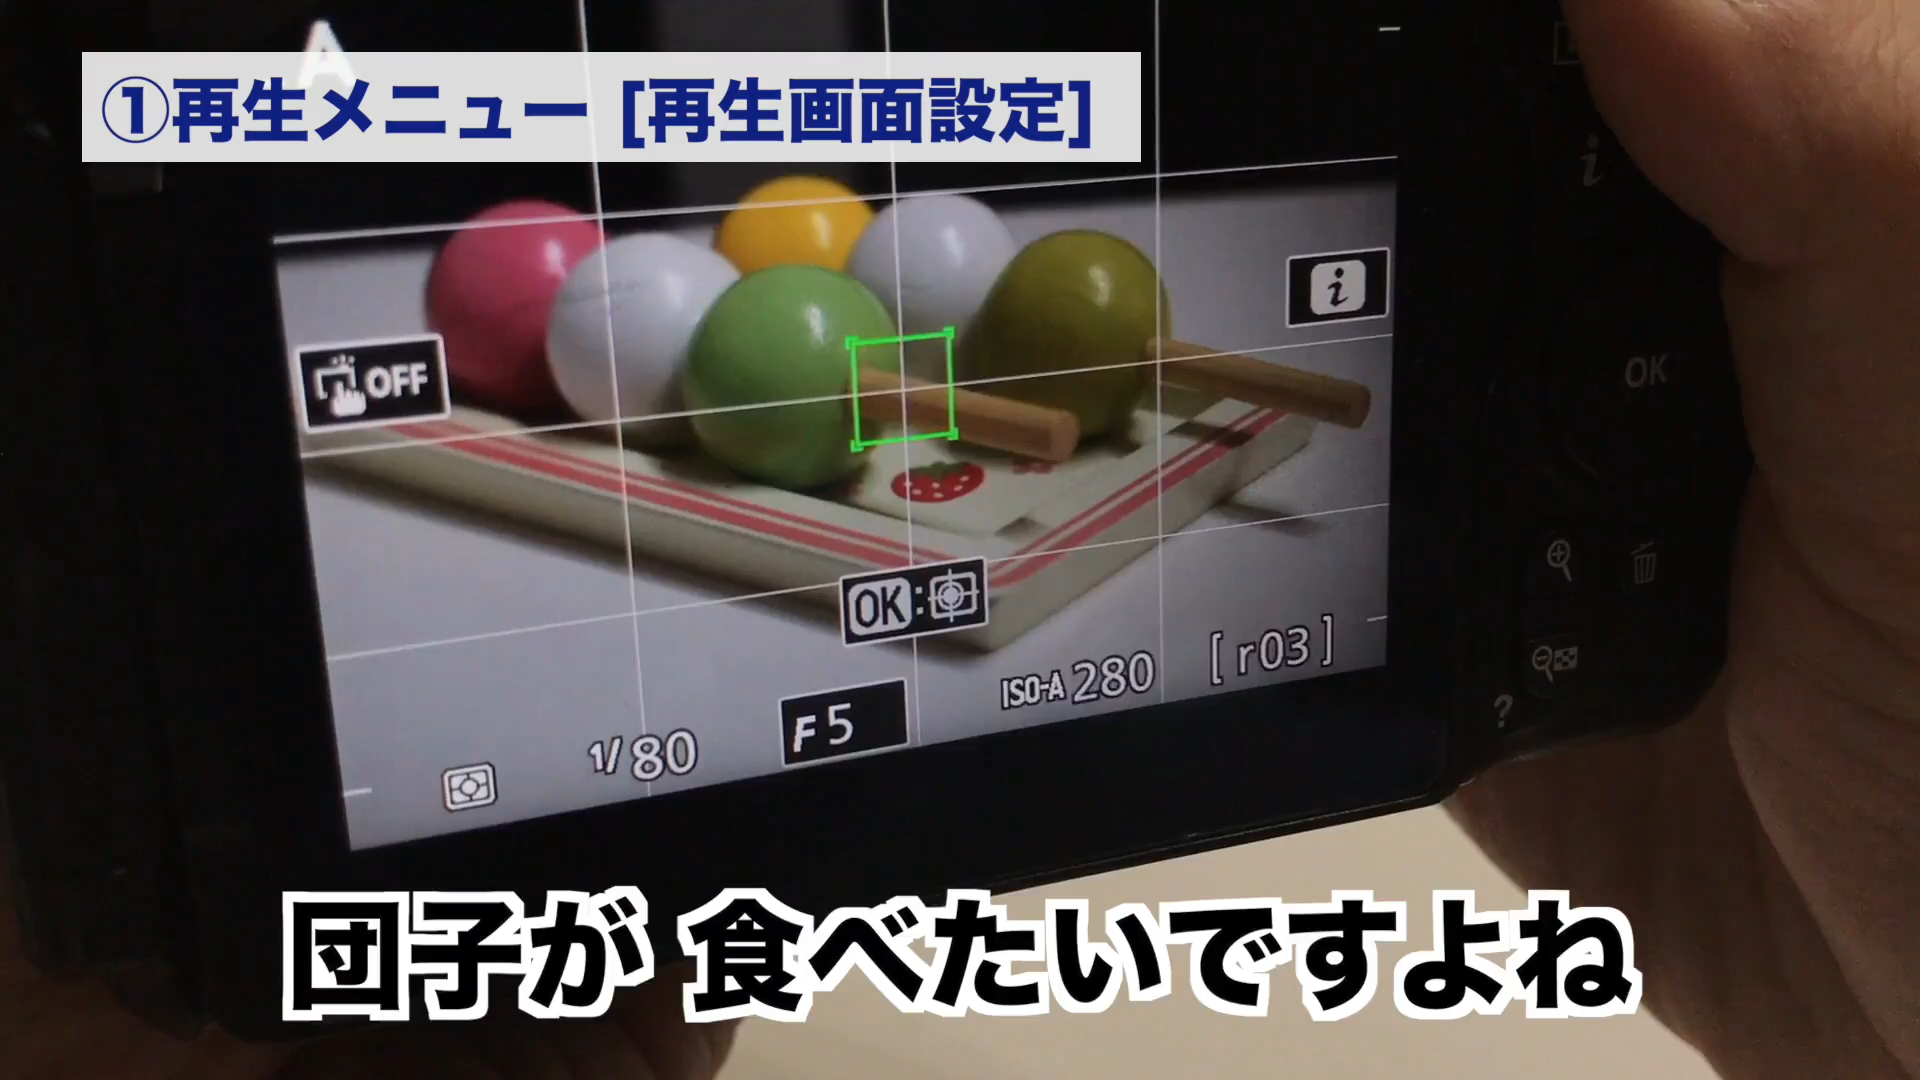 A
①再生メニュー [再生画面設定]
i
i
OFF
OK
OK:
1/80
F5
ISO-A 280
[r03]
?
団子が 食べたいですよね